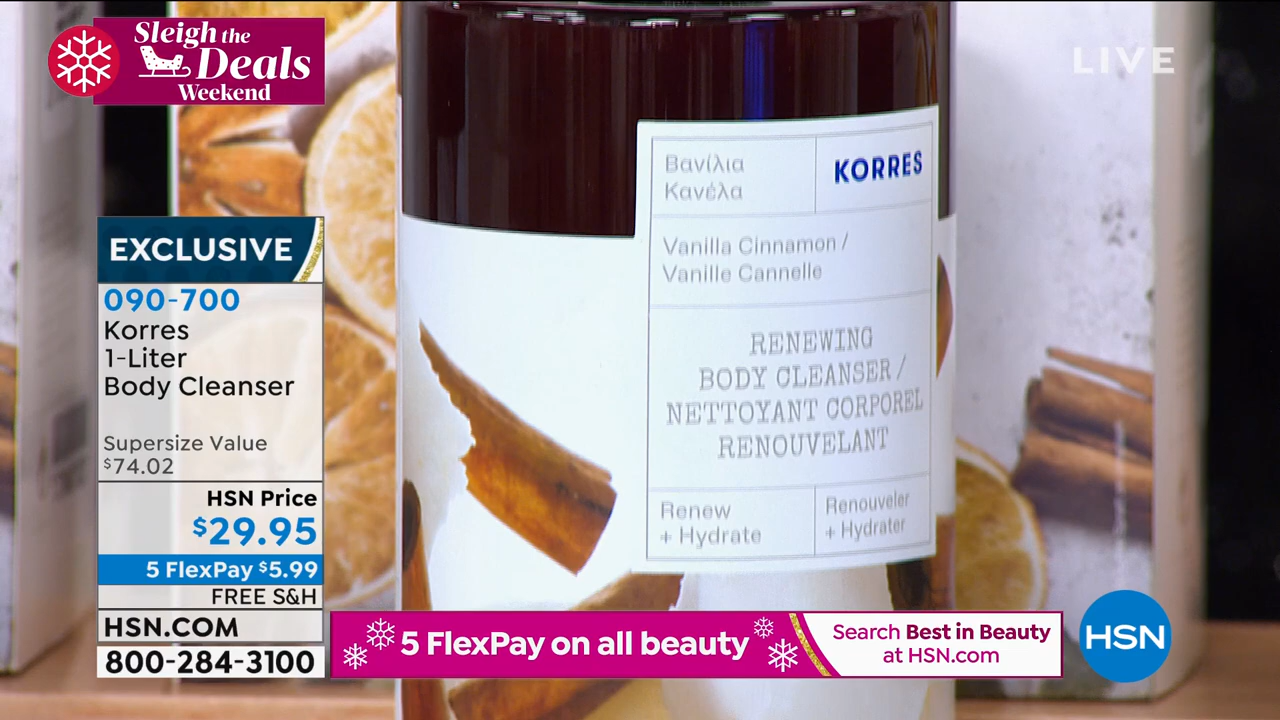 Sleigh the
Deals
Weekend
LIVE
EXCLUSIVE
090-700
Korres
1-Liter
Body Cleanser
Supersize Value
$74.02
HSN Price
$29.95
5 FlexPay $5.99
FREE S&H
HSN.COM
800-284-3100
Βανίλια
Κανέλα
KORRES
Vanilla Cinnamon /
Vanille Cannelle
RENEWING
BODY CLEANSER /
NETTOYANT CORPOREL
RENOUVELANT
Renew
+ Hydrate
Renouveler
+ Hydrater
5 FlexPay on all beauty
Search Best in Beauty
at HSN.com
HSN